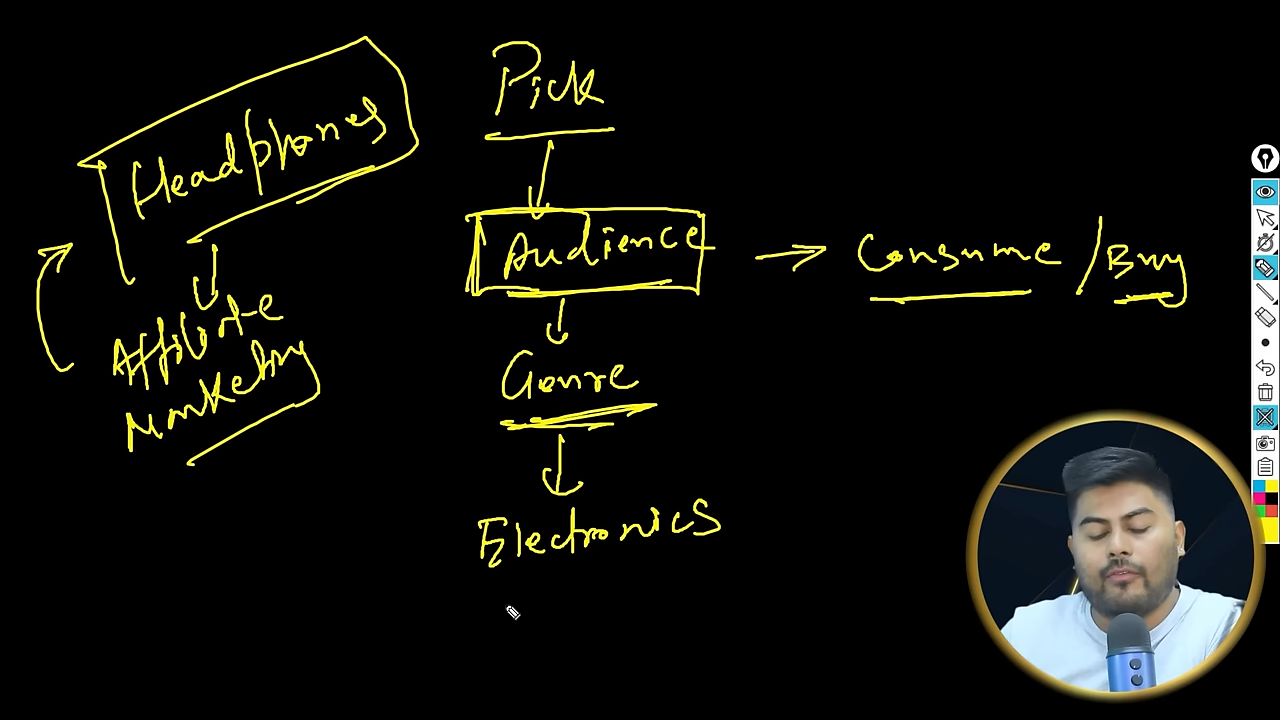 Headphones
Affiliate
Marketing
Pick
Audience
Genre
Electronics
Consume / Buy